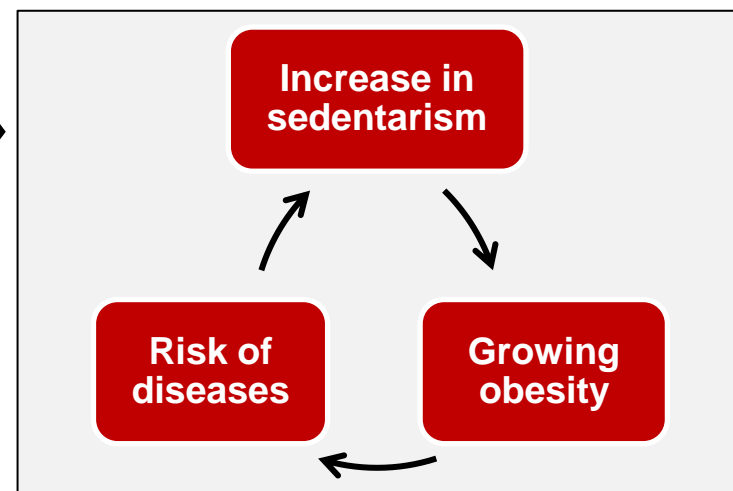 Increase in
sedentarism
Risk of
diseases
Growing
obesity